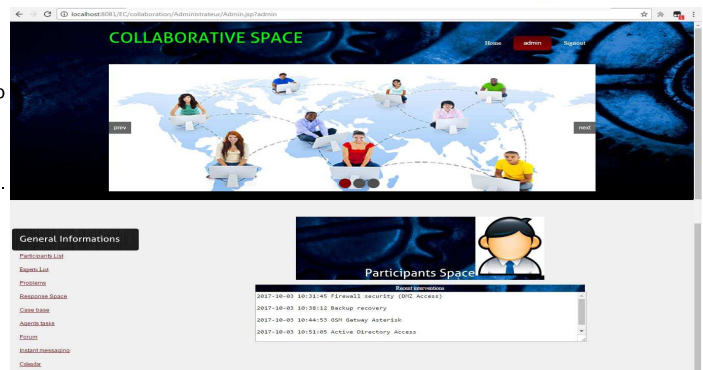 localhost:8081/EC/collaboration/Administrateur/Admin.jsp?admin
COLLABORATIVE SPACE
Home admin Signout
prev next
General Informations
Participants List
Experts List
Problems
Response Space
Case base
Agents tasks
Forum
Instant messaging
Calendar
Participants Space
Recent interventions
2017-10-03 10:31:45 Firewall security (DMZ Access)
2017-10-03 10:38:12 Backup recovery
2017-10-03 10:44:53 GSM Gatway Asterisk
2017-10-03 10:51:05 Active Directory Access